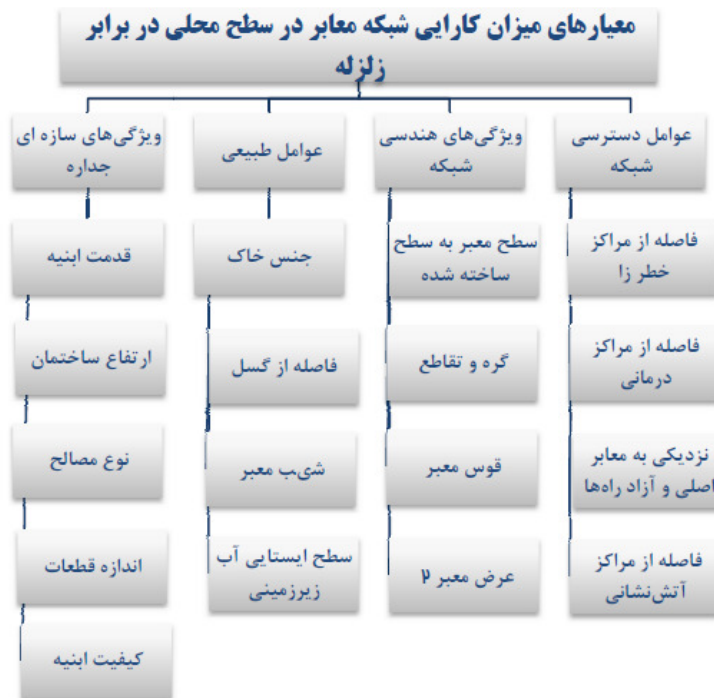 معیارهای میزان کارایی شبکه معابر در سطح محلی در برابر
زلزله
عوامل دسترسی
شبکه
فاصله از مراکز
خطر زا
فاصله از مراکز
درمانی
نزدیکی به معابر
اصلی و آزاد راه‌ها
فاصله از مراکز
آتش‌نشانی
ویژگی‌های هندسی
شبکه
سطح معبر به سطح
ساخته شده
گره و تقاطع
قوس معبر
عرض معبر ۲
عوامل طبیعی
جنس خاک
فاصله از گسل
شیب معبر
سطح ایستایی آب
زیرزمینی
ویژگی‌های سازه ای
جداره
قدمت ابنیه
ارتفاع ساختمان
نوع مصالح
اندازه قطعات
کیفیت ابنیه